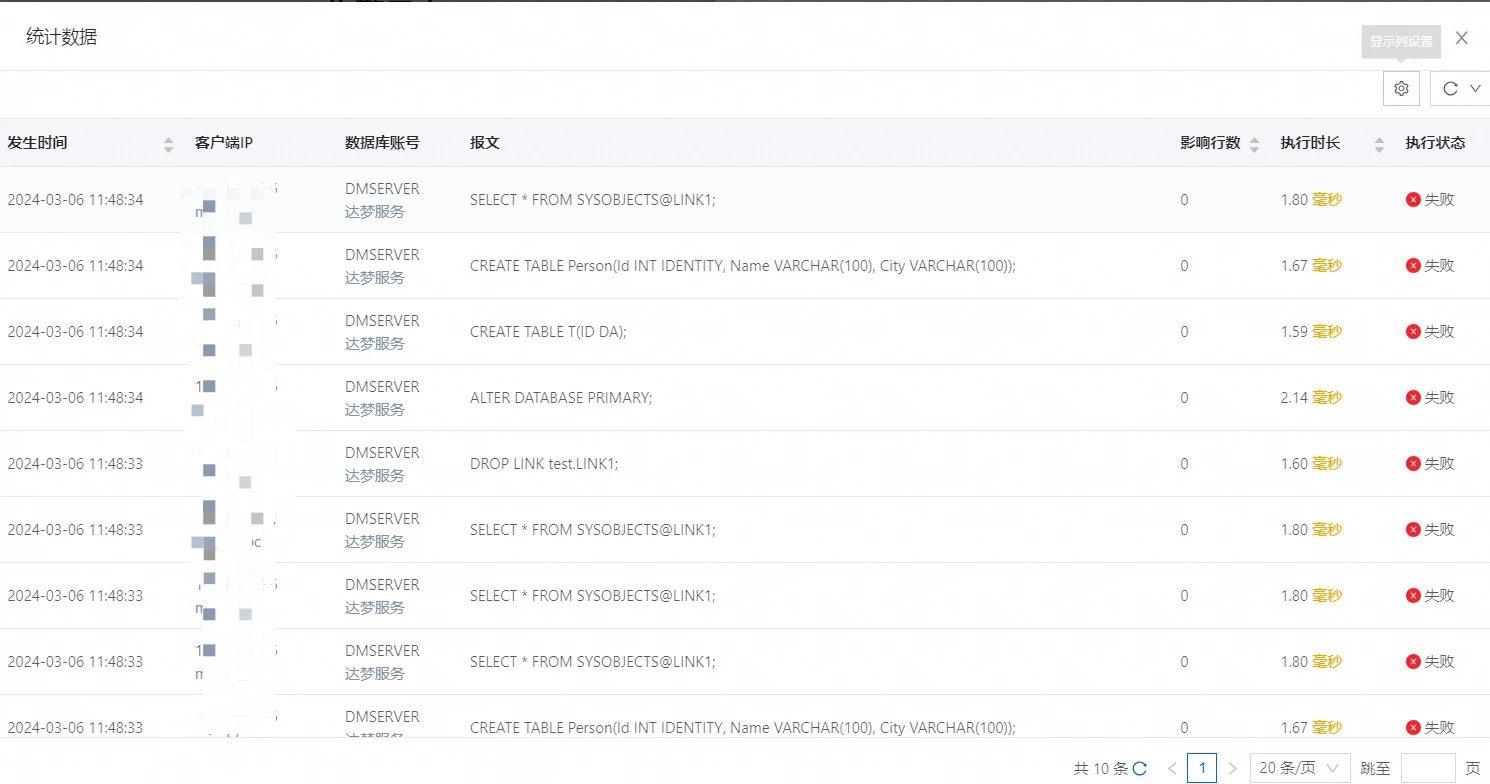 统计数据
显示列设置
发生时间 客户端IP 数据库账号 报文 影响行数 执行时长 执行状态
2024-03-06 11:48:34 DMSERVER SELECT * FROM SYSOBJECTS@LINK1; 0 1.80 毫秒 失败
达梦服务
2024-03-06 11:48:34 DMSERVER CREATE TABLE Person(Id INT IDENTITY, Name VARCHAR(100), City VARCHAR(100)); 0 1.67 毫秒 失败
达梦服务
2024-03-06 11:48:34 DMSERVER CREATE TABLE T(ID DA); 0 1.59 毫秒 失败
达梦服务
2024-03-06 11:48:34 DMSERVER ALTER DATABASE PRIMARY; 0 2.14 毫秒 失败
达梦服务
2024-03-06 11:48:33 DMSERVER DROP LINK test.LINK1; 0 1.60 毫秒 失败
达梦服务
2024-03-06 11:48:33 DMSERVER SELECT * FROM SYSOBJECTS@LINK1; 0 1.80 毫秒 失败
达梦服务
2024-03-06 11:48:33 DMSERVER SELECT * FROM SYSOBJECTS@LINK1; 0 1.80 毫秒 失败
达梦服务
2024-03-06 11:48:33 DMSERVER SELECT * FROM SYSOBJECTS@LINK1; 0 1.80 毫秒 失败
达梦服务
2024-03-06 11:48:33 DMSERVER CREATE TABLE Person(Id INT IDENTITY, Name VARCHAR(100), City VARCHAR(100)); 0 1.67 毫秒 失败
共 10 条 1 20 条/页 跳至 页